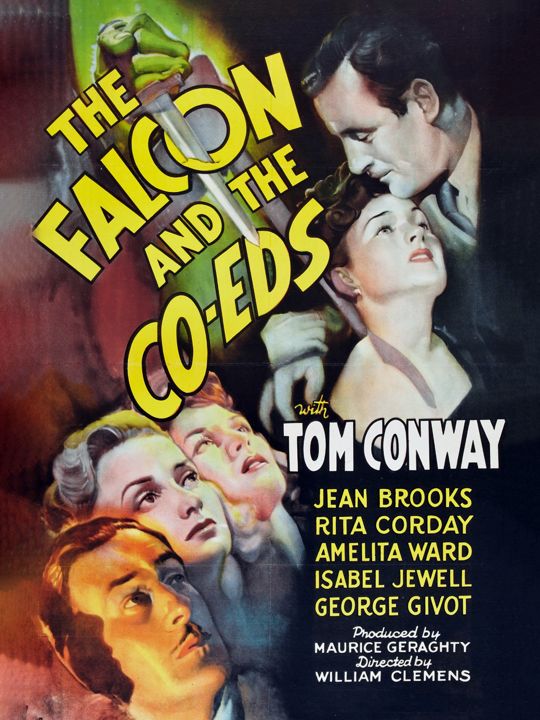 THE
FALCON
AND THE
CO-EDS
with
TOM CONWAY
JEAN BROOKS
RITA CORDAY
AMELITA WARD
ISABEL JEWELL
GEORGE GIVOT
Produced by
MAURICE GERAGHTY
Directed by
WILLIAM CLEMENS